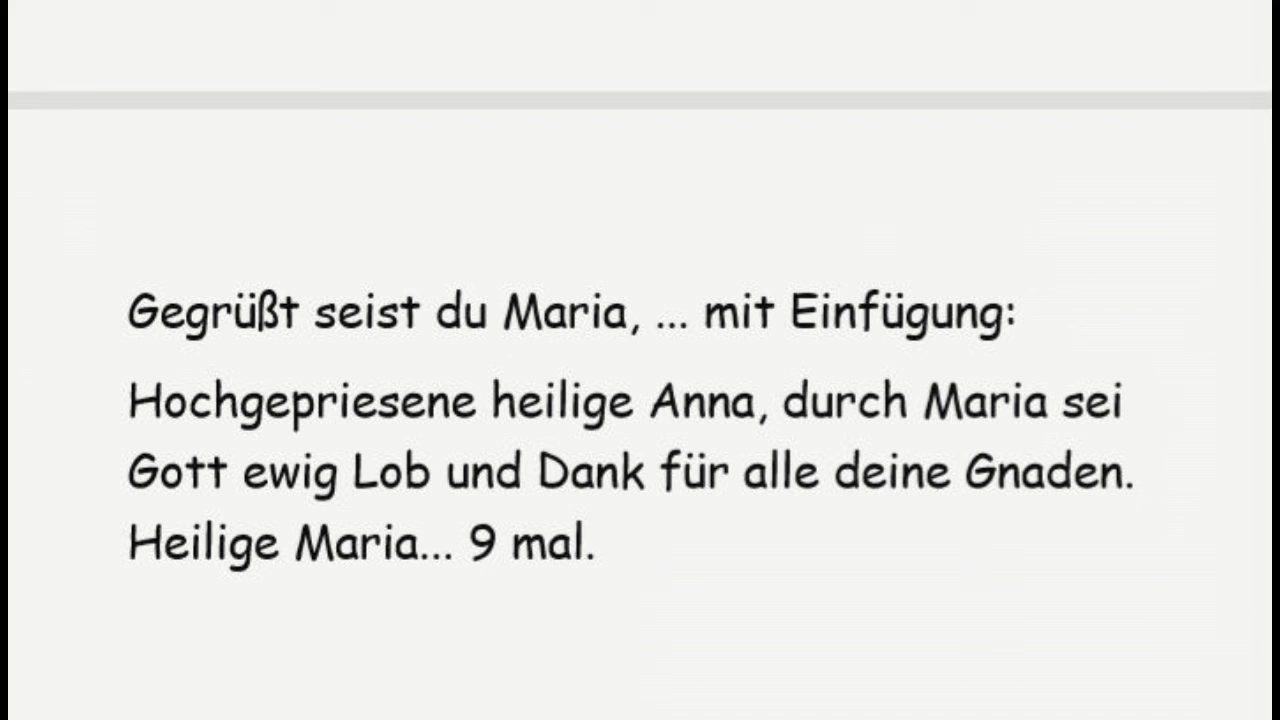 Gegrüßt seist du Maria, ... mit Einfügung:
Hochgepriesene heilige Anna, durch Maria sei
Gott ewig Lob und Dank für alle deine Gnaden.
Heilige Maria... 9 mal.